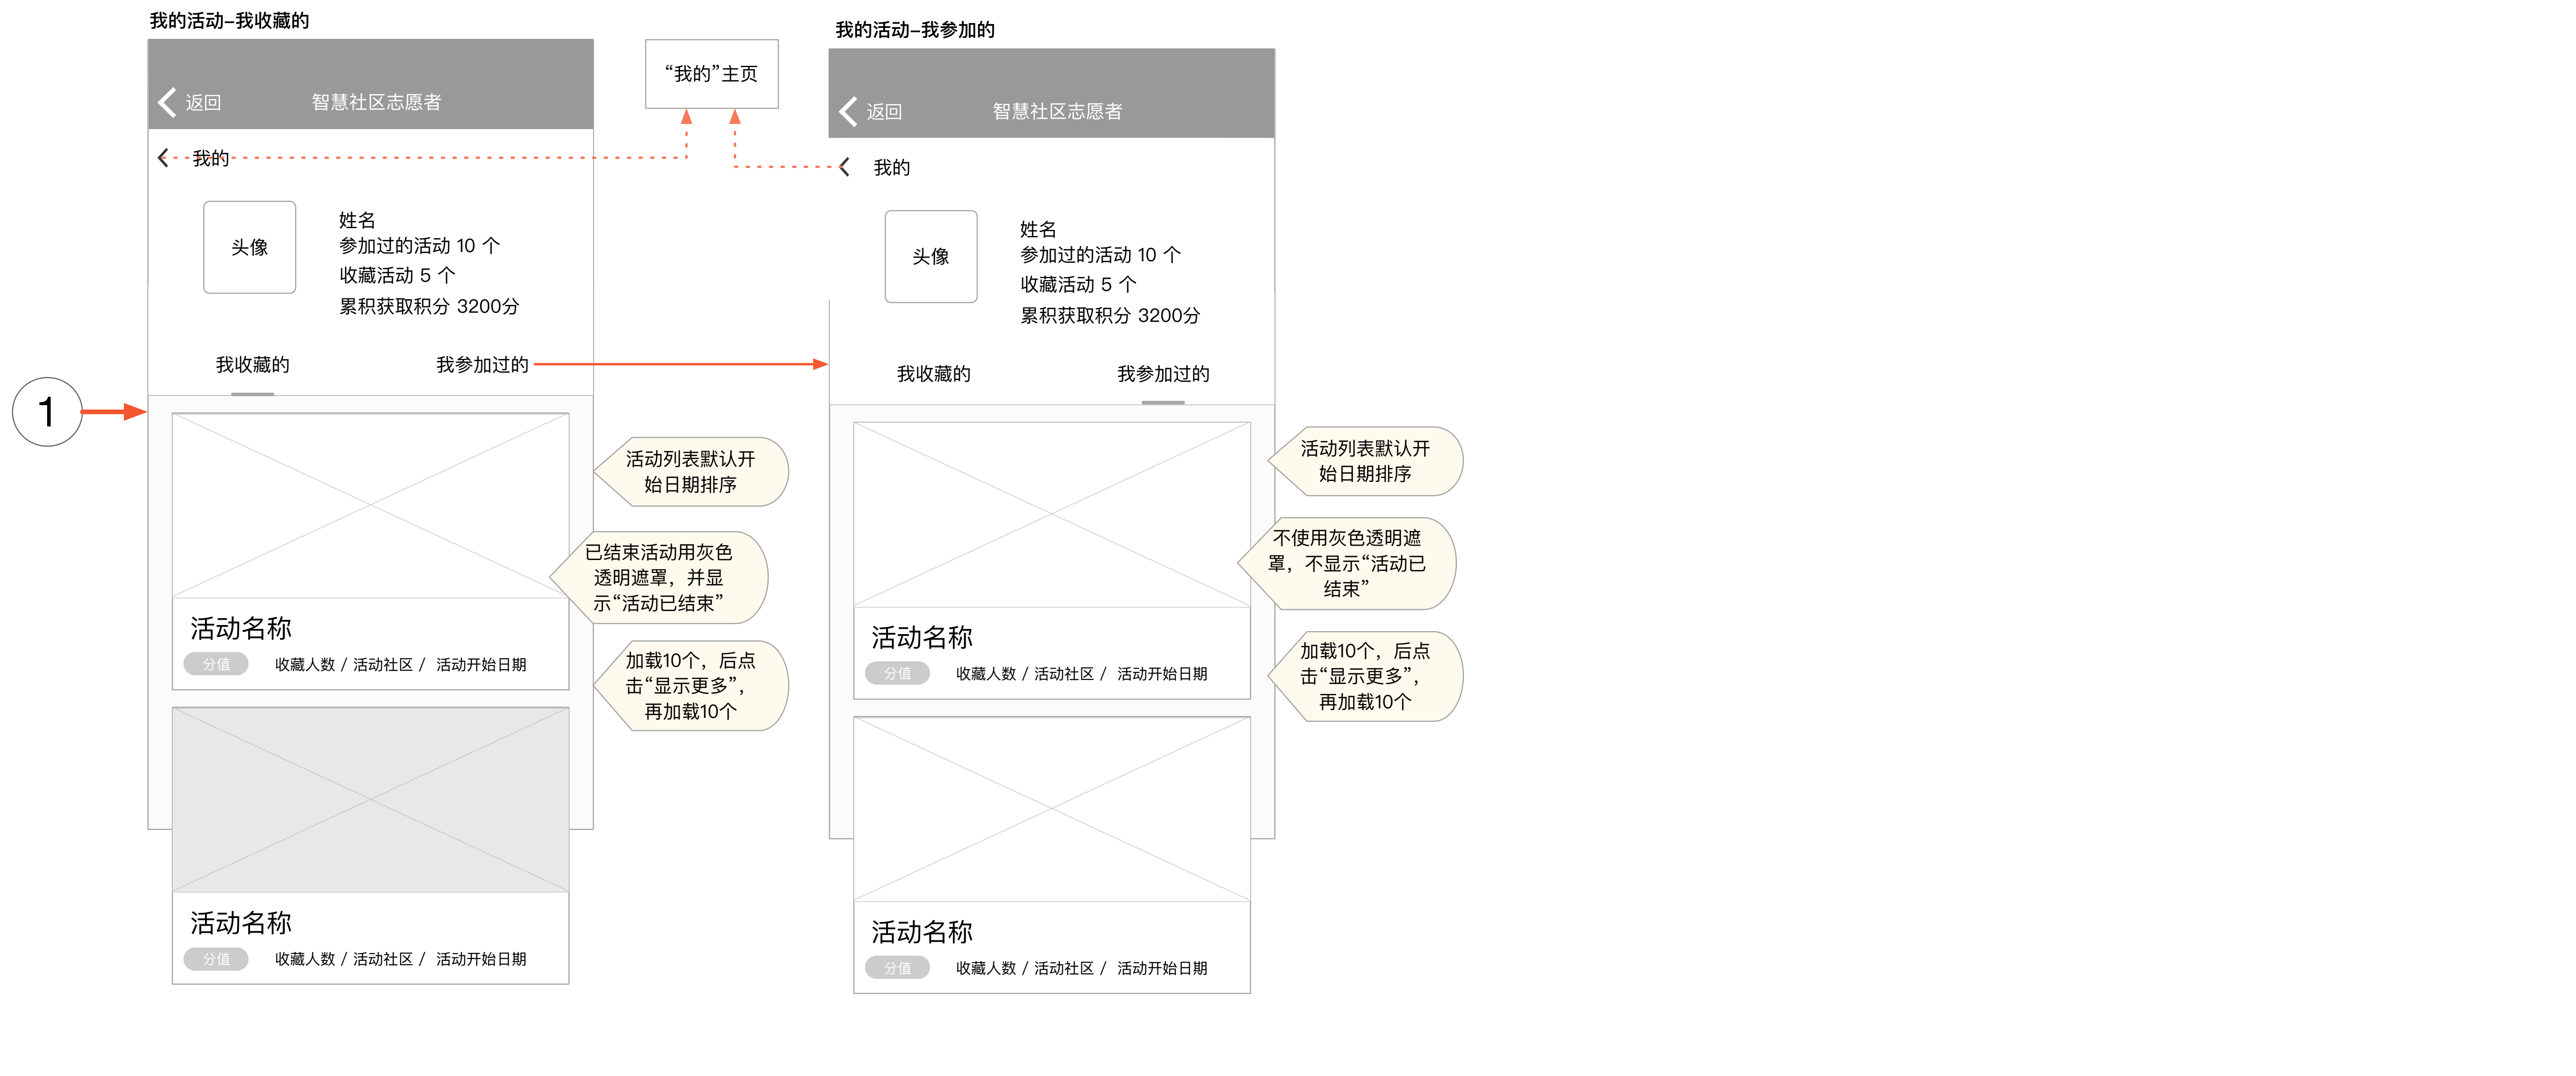 我的活动–我收藏的
返回
智慧社区志愿者
我的
头像
姓名
参加过的活动 10 个
收藏活动 5 个
累积获取积分 3200分
我收藏的
我参加过的
1
活动名称
分值
收藏人数 / 活动社区 / 活动开始日期
活动名称
分值
收藏人数 / 活动社区 / 活动开始日期
“我的”主页
活动列表默认开
始日期排序
已结束活动用灰色
透明遮罩，并显
示“活动已结束”
加载10个，后点
击“显示更多”，
再加载10个
我的活动–我参加的
返回
智慧社区志愿者
我的
头像
姓名
参加过的活动 10 个
收藏活动 5 个
累积获取积分 3200分
我收藏的
我参加过的
活动名称
分值
收藏人数 / 活动社区 / 活动开始日期
活动名称
分值
收藏人数 / 活动社区 / 活动开始日期
活动列表默认开
始日期排序
不使用灰色透明遮
罩，不显示“活动已
结束”
加载10个，后点
击“显示更多”，
再加载10个